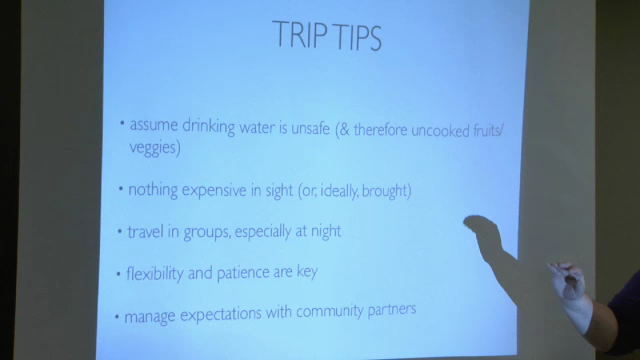 TRIP TIPS
• assume drinking water is unsafe (& therefore uncooked fruits/
veggies)
• nothing expensive in sight (or, ideally, brought)
• travel in groups, especially at night
• flexibility and patience are key
• manage expectations with community partners